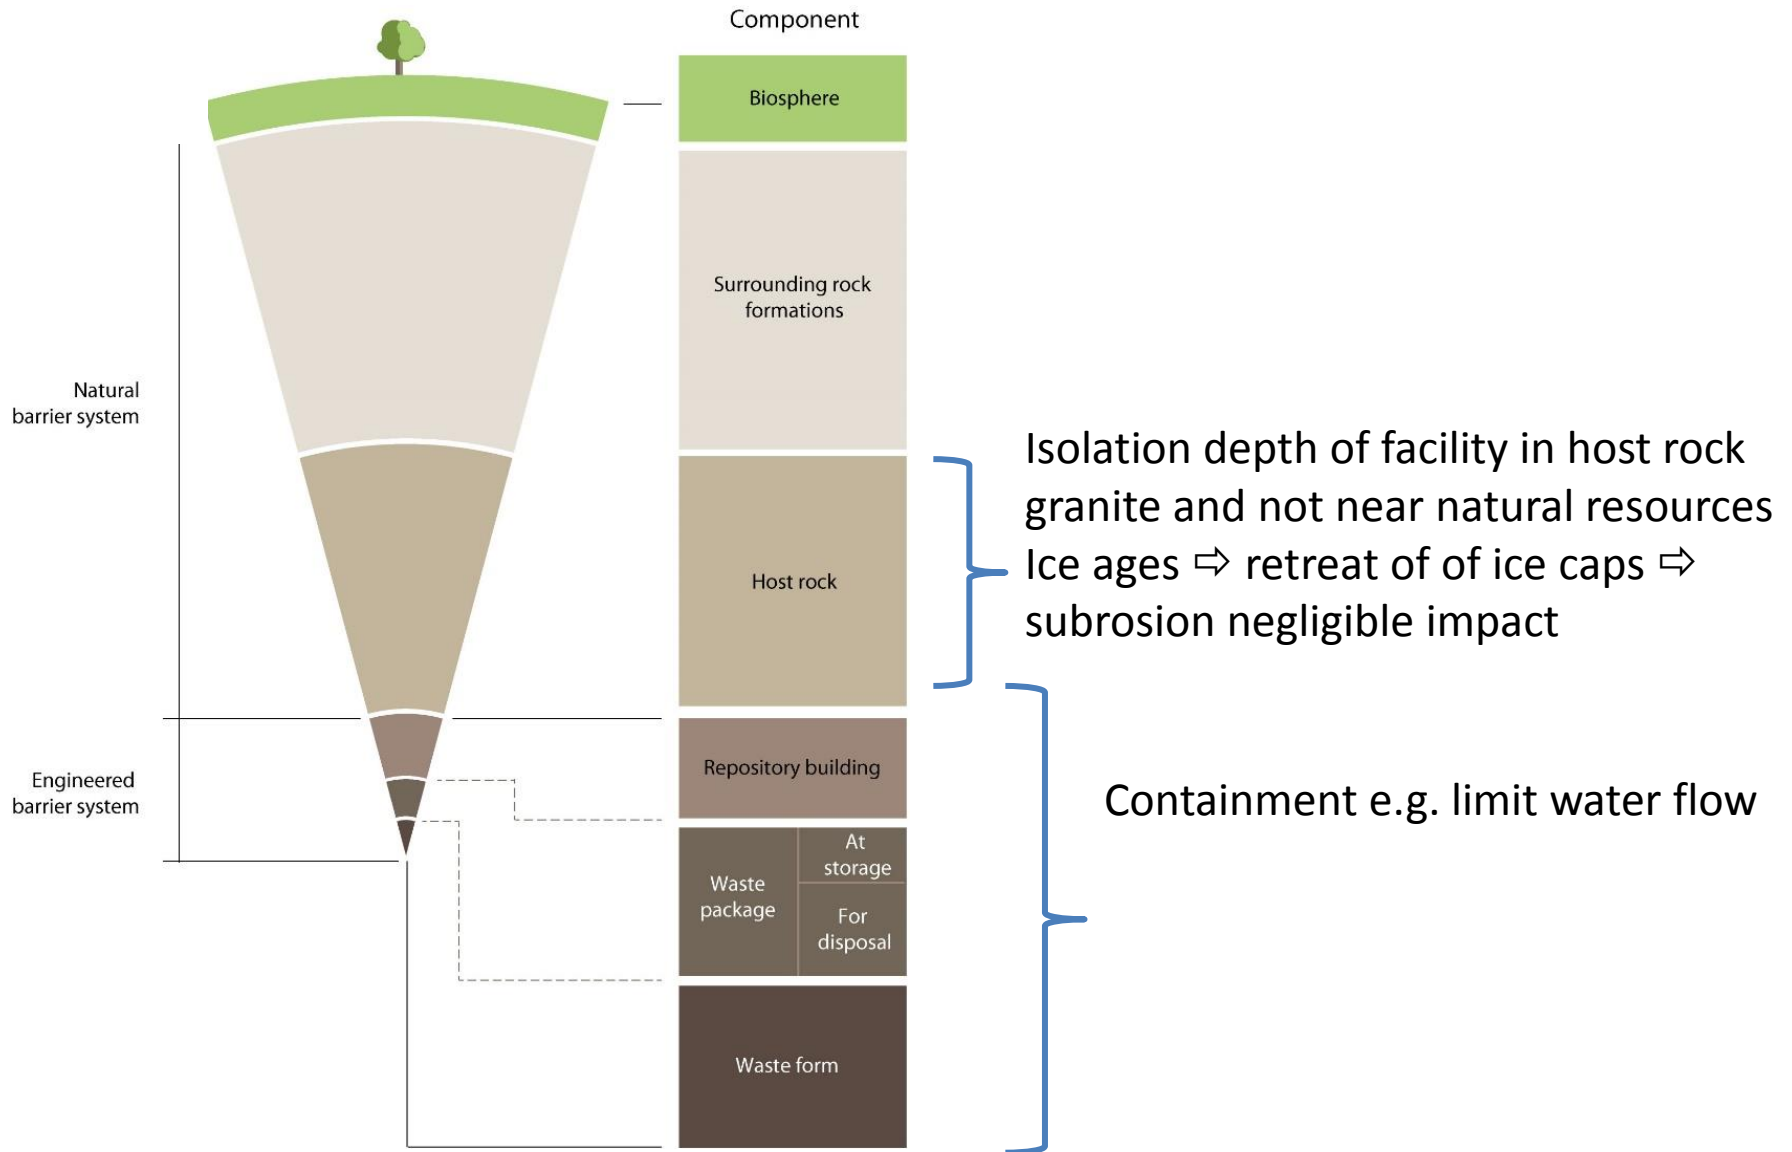 Component
Biosphere
Surrounding rock
formations
Natural
barrier system
Host rock
Isolation depth of facility in host rock
granite and not near natural resources
Ice ages ⇨ retreat of of ice caps ⇨
subrosion negligible impact
Engineered
barrier system
Repository building
Waste
package
At
storage
For
disposal
Containment e.g. limit water flow
Waste form